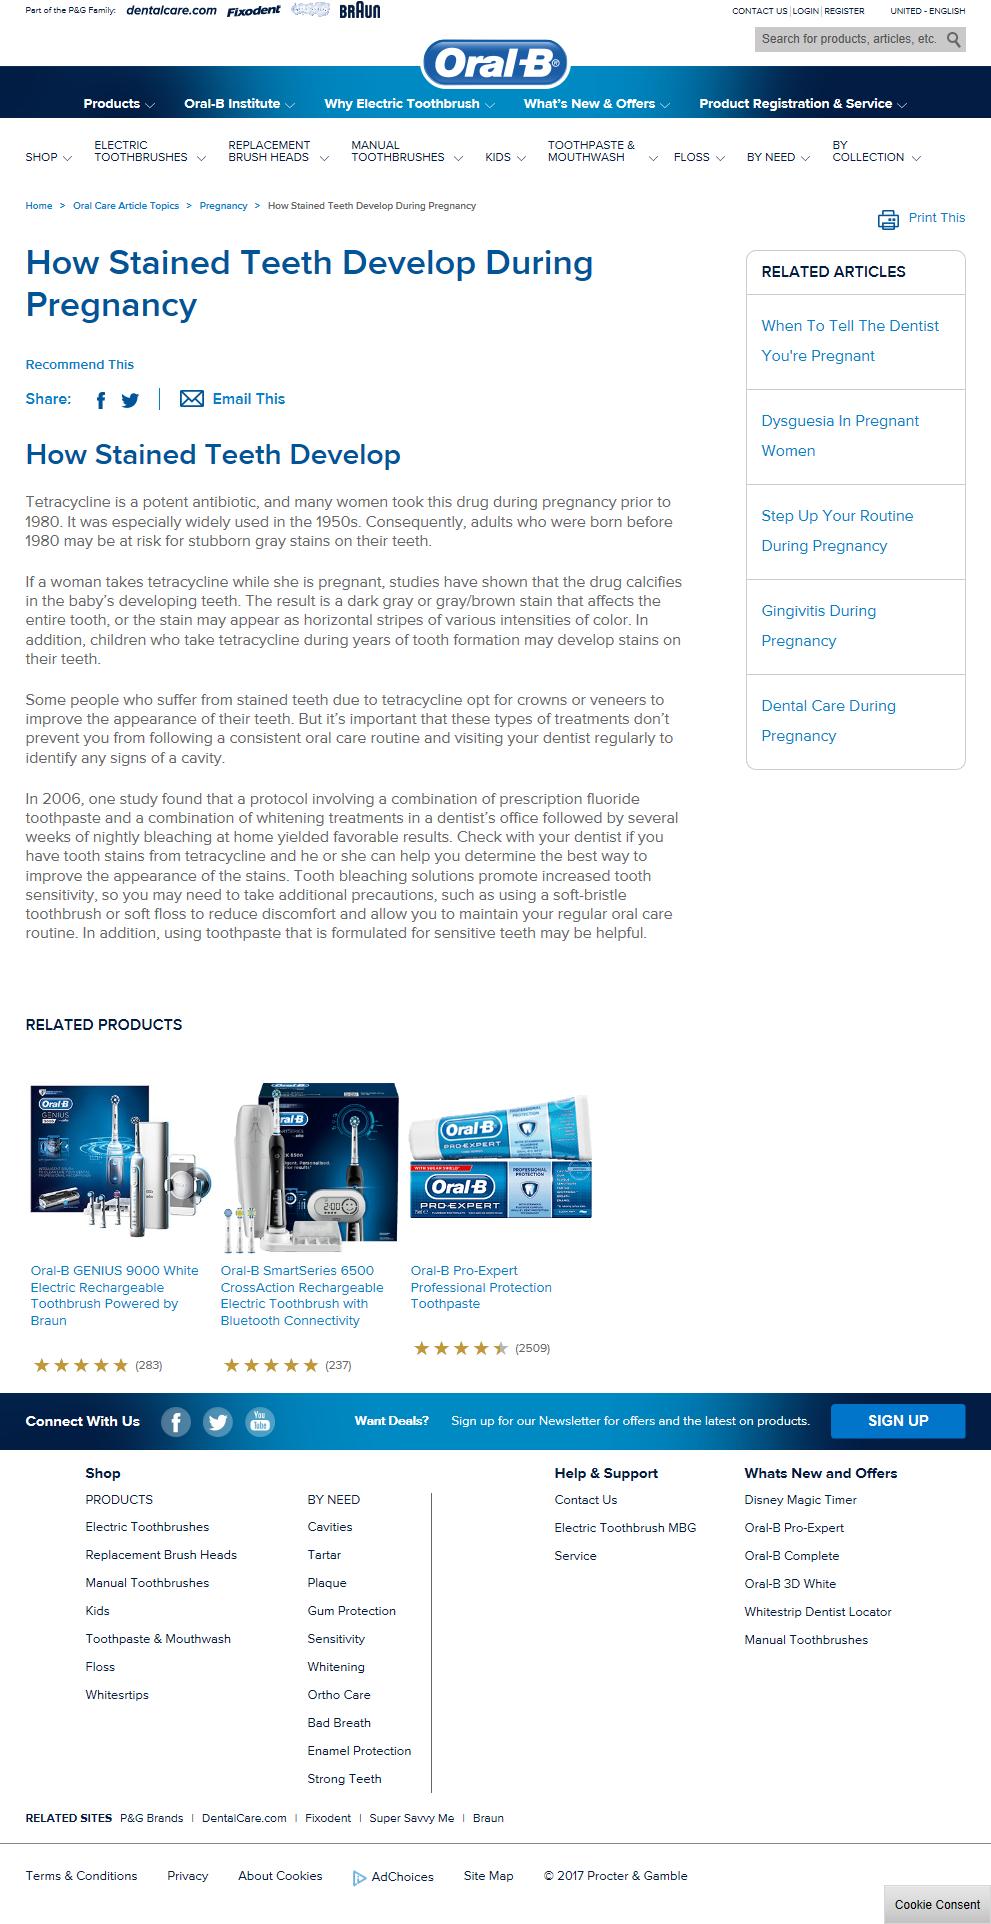 Part of the P&G Family: dentalcare.com Fixodent BRAUN
CONTACT US LOGIN REGISTER UNITED - ENGLISH
Search for products, articles, etc.
Oral-B®
Products Oral-B Institute Why Electric Toothbrush What's New & Offers Product Registration & Service
SHOP ELECTRIC TOOTHBRUSHES REPLACEMENT BRUSH HEADS MANUAL TOOTHBRUSHES KIDS TOOTHPASTE & MOUTHWASH FLOSS BY NEED BY COLLECTION
Home > Oral Care Article Topics > Pregnancy > How Stained Teeth Develop During Pregnancy
Print This
How Stained Teeth Develop During
Pregnancy
Recommend This
Share: Email This
How Stained Teeth Develop
Tetracycline is a potent antibiotic, and many women took this drug during pregnancy prior to
1980. It was especially widely used in the 1950s. Consequently, adults who were born before
1980 may be at risk for stubborn gray stains on their teeth.
If a woman takes tetracycline while she is pregnant, studies have shown that the drug calcifies
in the baby's developing teeth. The result is a dark gray or gray/brown stain that affects the
entire tooth, or the stain may appear as horizontal stripes of various intensities of color. In
addition, children who take tetracycline during years of tooth formation may develop stains on
their teeth.
Some people who suffer from stained teeth due to tetracycline opt for crowns or veneers to
improve the appearance of their teeth. But it's important that these types of treatments don't
prevent you from following a consistent oral care routine and visiting your dentist regularly to
identify any signs of a cavity.
In 2006, one study found that a protocol involving a combination of prescription fluoride
toothpaste and a combination of whitening treatments in a dentist's office followed by several
weeks of nightly bleaching at home yielded favorable results. Check with your dentist if you
have tooth stains from tetracycline and he or she can help you determine the best way to
improve the appearance of the stains. Tooth bleaching solutions promote increased tooth
sensitivity, so you may need to take additional precautions, such as using a soft-bristle
toothbrush or soft floss to reduce discomfort and allow you to maintain your regular oral care
routine. In addition, using toothpaste that is formulated for sensitive teeth may be helpful.
RELATED ARTICLES
When To Tell The Dentist
You're Pregnant
Dysguesia In Pregnant
Women
Step Up Your Routine
During Pregnancy
Gingivitis During
Pregnancy
Dental Care During
Pregnancy
RELATED PRODUCTS
Oral-B
GENIUS
2:00
Oral-B
PRO-EXPERT
PROFESSIONAL
PROTECTION
Oral-B
PRO-EXPERT
Oral-B GENIUS 9000 White
Electric Rechargeable
Toothbrush Powered by
Braun
(283)
Oral-B SmartSeries 6500
CrossAction Rechargeable
Electric Toothbrush with
Bluetooth Connectivity
(237)
Oral-B Pro-Expert
Professional Protection
Toothpaste
(2509)
Connect With Us You Tube Want Deals? Sign up for our Newsletter for offers and the latest on products. SIGN UP
Shop
PRODUCTS
Electric Toothbrushes
Replacement Brush Heads
Manual Toothbrushes
Kids
Toothpaste & Mouthwash
Floss
Whitesrtips
BY NEED
Cavities
Tartar
Plaque
Gum Protection
Sensitivity
Whitening
Ortho Care
Bad Breath
Enamel Protection
Strong Teeth
Help & Support
Contact Us
Electric Toothbrush MBG
Service
Whats New and Offers
Disney Magic Timer
Oral-B Pro-Expert
Oral-B Complete
Oral-B 3D White
Whitestrip Dentist Locator
Manual Toothbrushes
RELATED SITES P&G Brands | DentalCare.com | Fixodent | Super Savvy Me | Braun
Terms & Conditions Privacy About Cookies AdChoices Site Map © 2017 Procter & Gamble
Cookie Consent